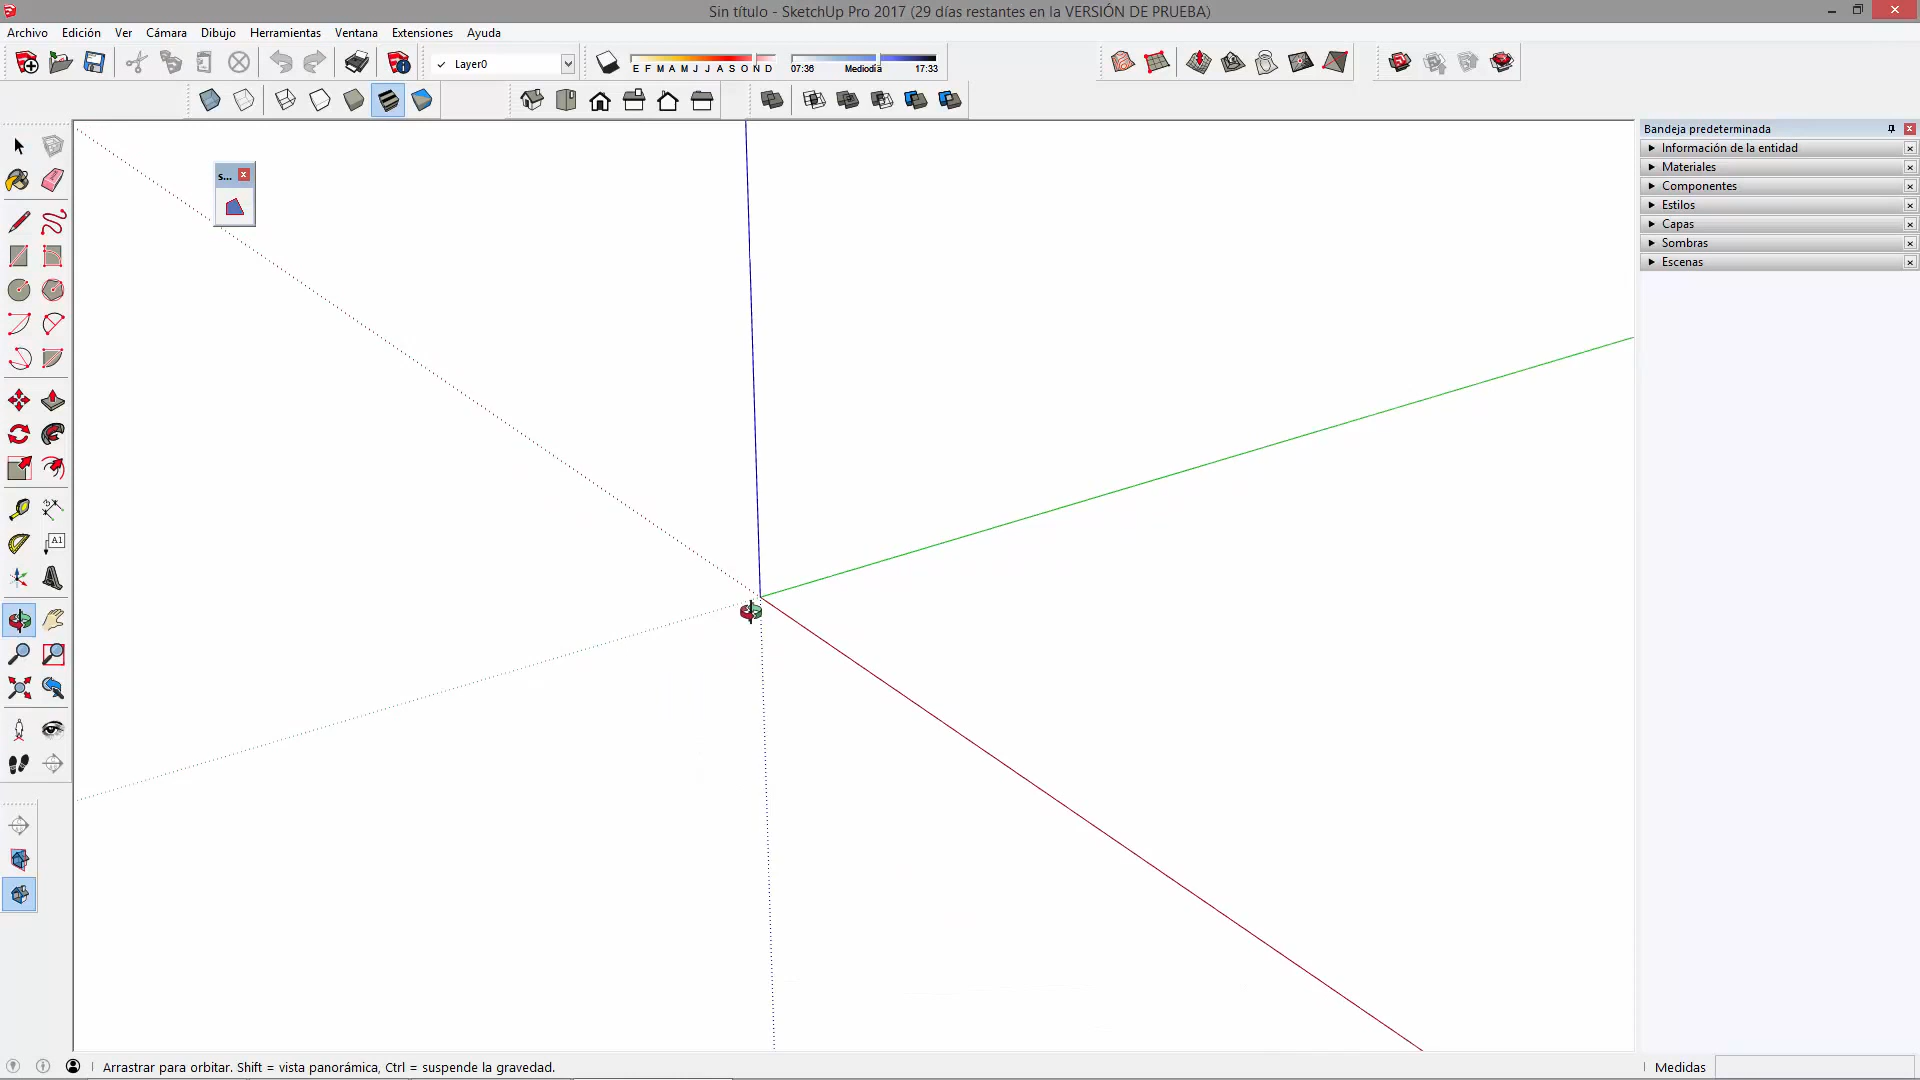 Sin título - SketchUp Pro 2017 (29 días restantes en la VERSIÓN DE PRUEBA)
Archivo Edición Ver Cámara Dibujo Herramientas Ventana Extensiones Ayuda
Layer0
E F M A M J J A S O N D
07:36 Mediodía 17:33
s...
Bandeja predeterminada
Información de la entidad
Materiales
Componentes
Estilos
Capas
Sombras
Escenas
A1
Arrastrar para orbitar. Shift = vista panorámica, Ctrl = suspende la gravedad.
Medidas